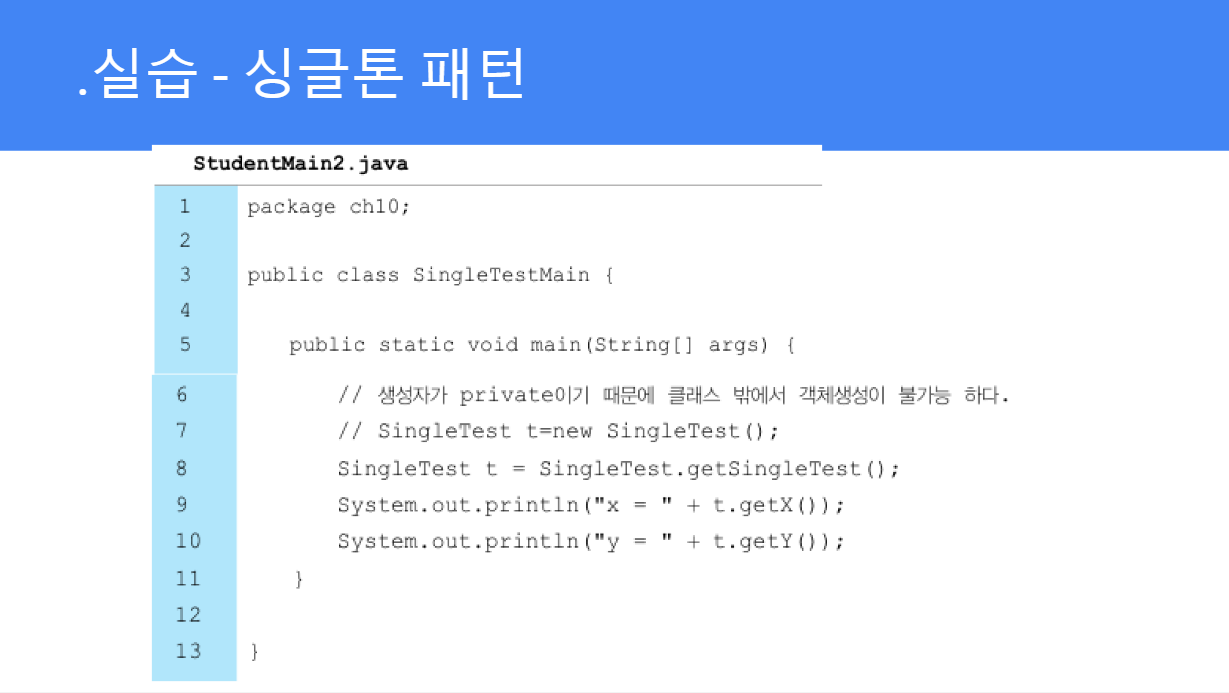 .실습 - 싱글톤 패턴
StudentMain2.java
1 package ch10;
2
3 public class SingleTestMain {
4
5 public static void main(String[] args) {
6 // 생성자가 private이기 때문에 클래스 밖에서 객체생성이 불가능 하다.
7 // SingleTest t=new SingleTest();
8 SingleTest t = SingleTest.getSingleTest();
9 System.out.println("x = " + t.getX());
10 System.out.println("y = " + t.getY());
11 }
12
13 }